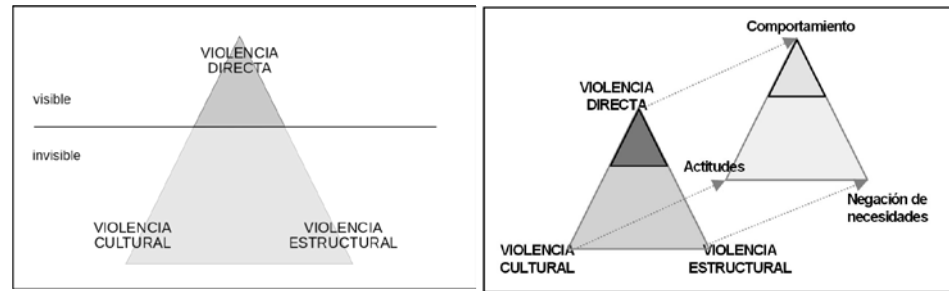 VIOLENCIA
DIRECTA
visible
invisible
VIOLENCIA
CULTURAL
VIOLENCIA
ESTRUCTURAL
Comportamiento
VIOLENCIA
DIRECTA
Actitudes
Negación de
necesidades
VIOLENCIA
CULTURAL
VIOLENCIA
ESTRUCTURAL